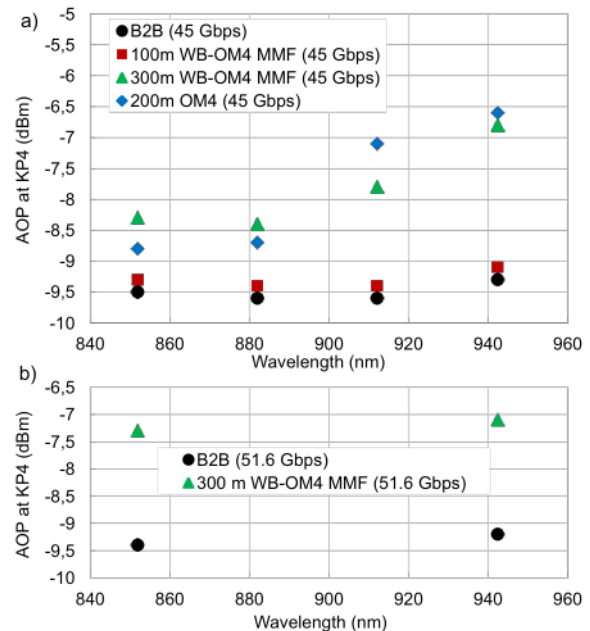 a)
AOP at KP4 (dBm)
-5
-5,5
-6
-6,5
-7
-7,5
-8
-8,5
-9
-9,5
-10
B2B (45 Gbps)
100m WB-OM4 MMF (45 Gbps)
300m WB-OMF MMF (45 Gbps)
200m OM4 (45 Gbps)
840 860 880 900 920 940 960
Wavelength (nm)
b)
AOP at KP4 (dBm)
-6,5
-7
-7,5
-8
-8,5
-9
-9,5
-10
B2B (51.6 Gbps)
300 m WB-OM4 MMF (51.6 Gbps)
840 860 880 900 920 940 960
Wavelength (nm)